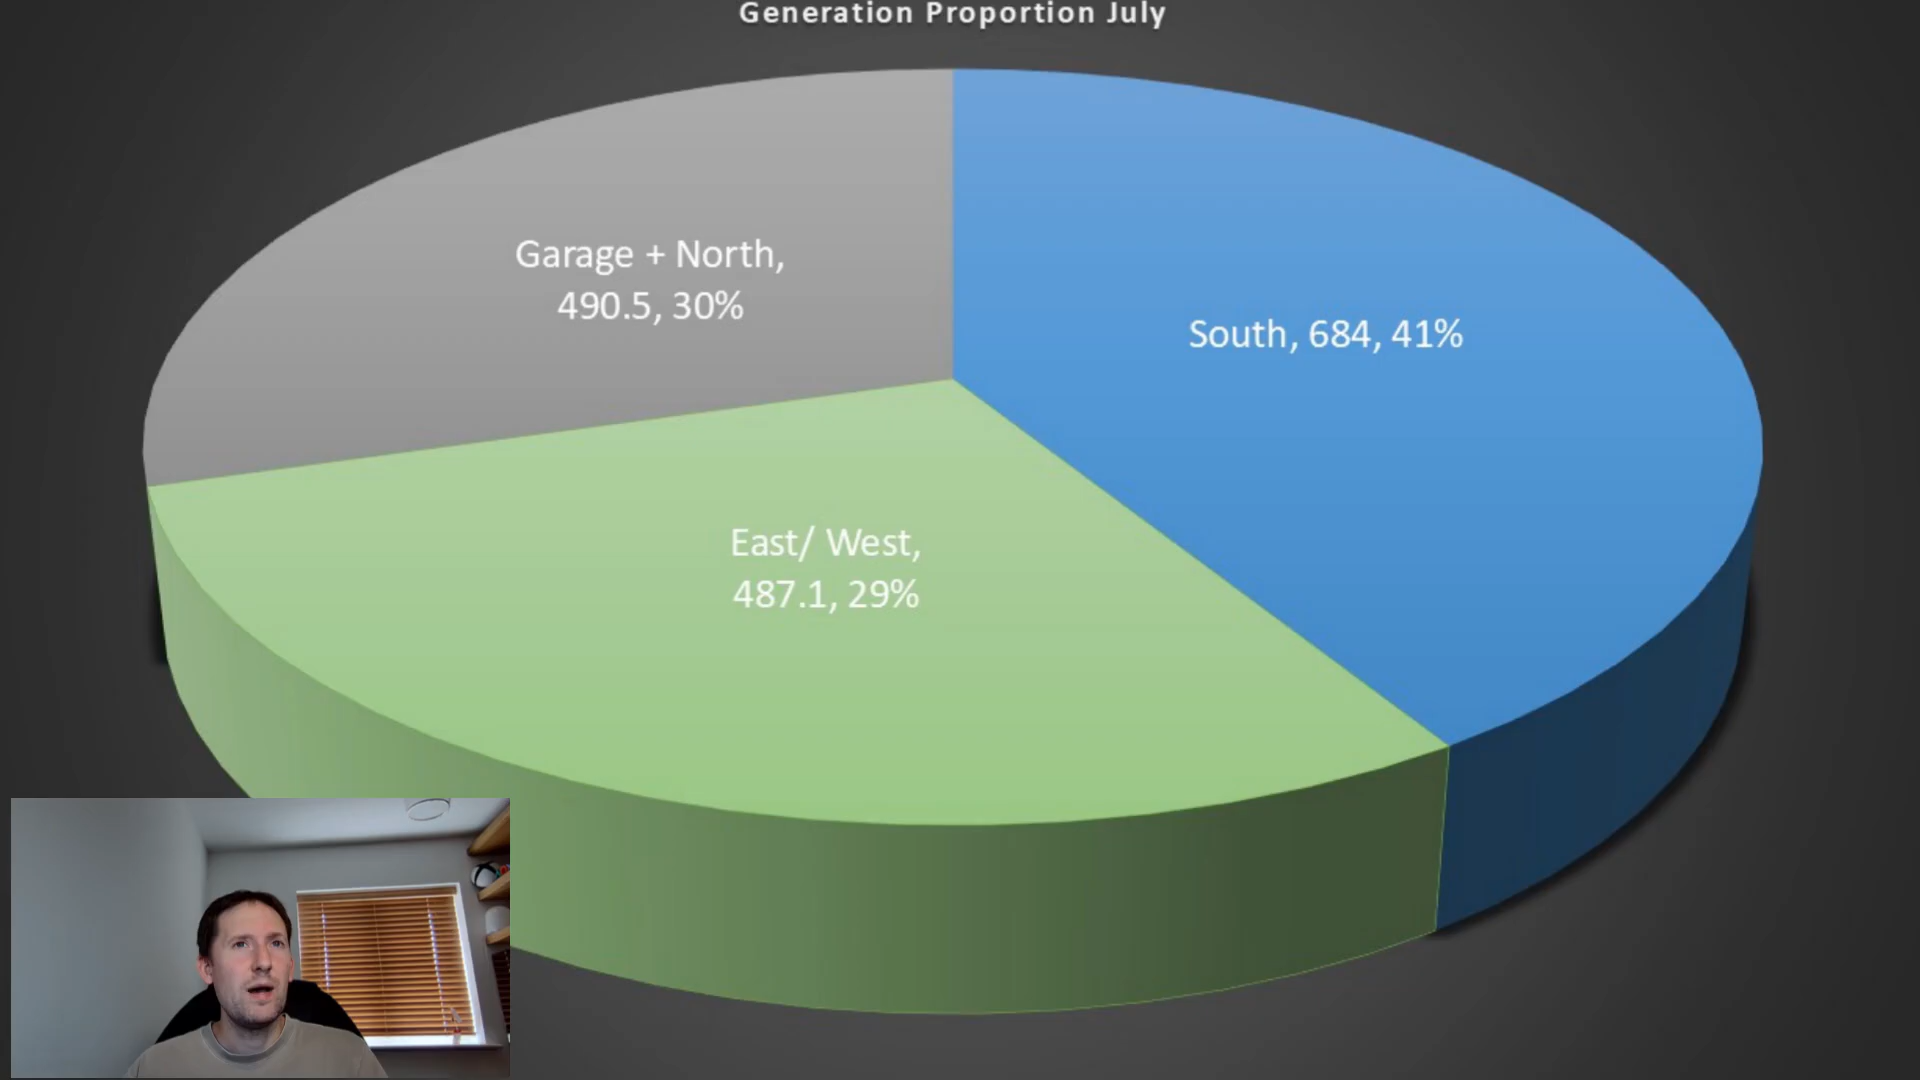 Generation Proportion July
Garage + North,
490.5, 30%
South, 684, 41%
East/ West,
487.1, 29%